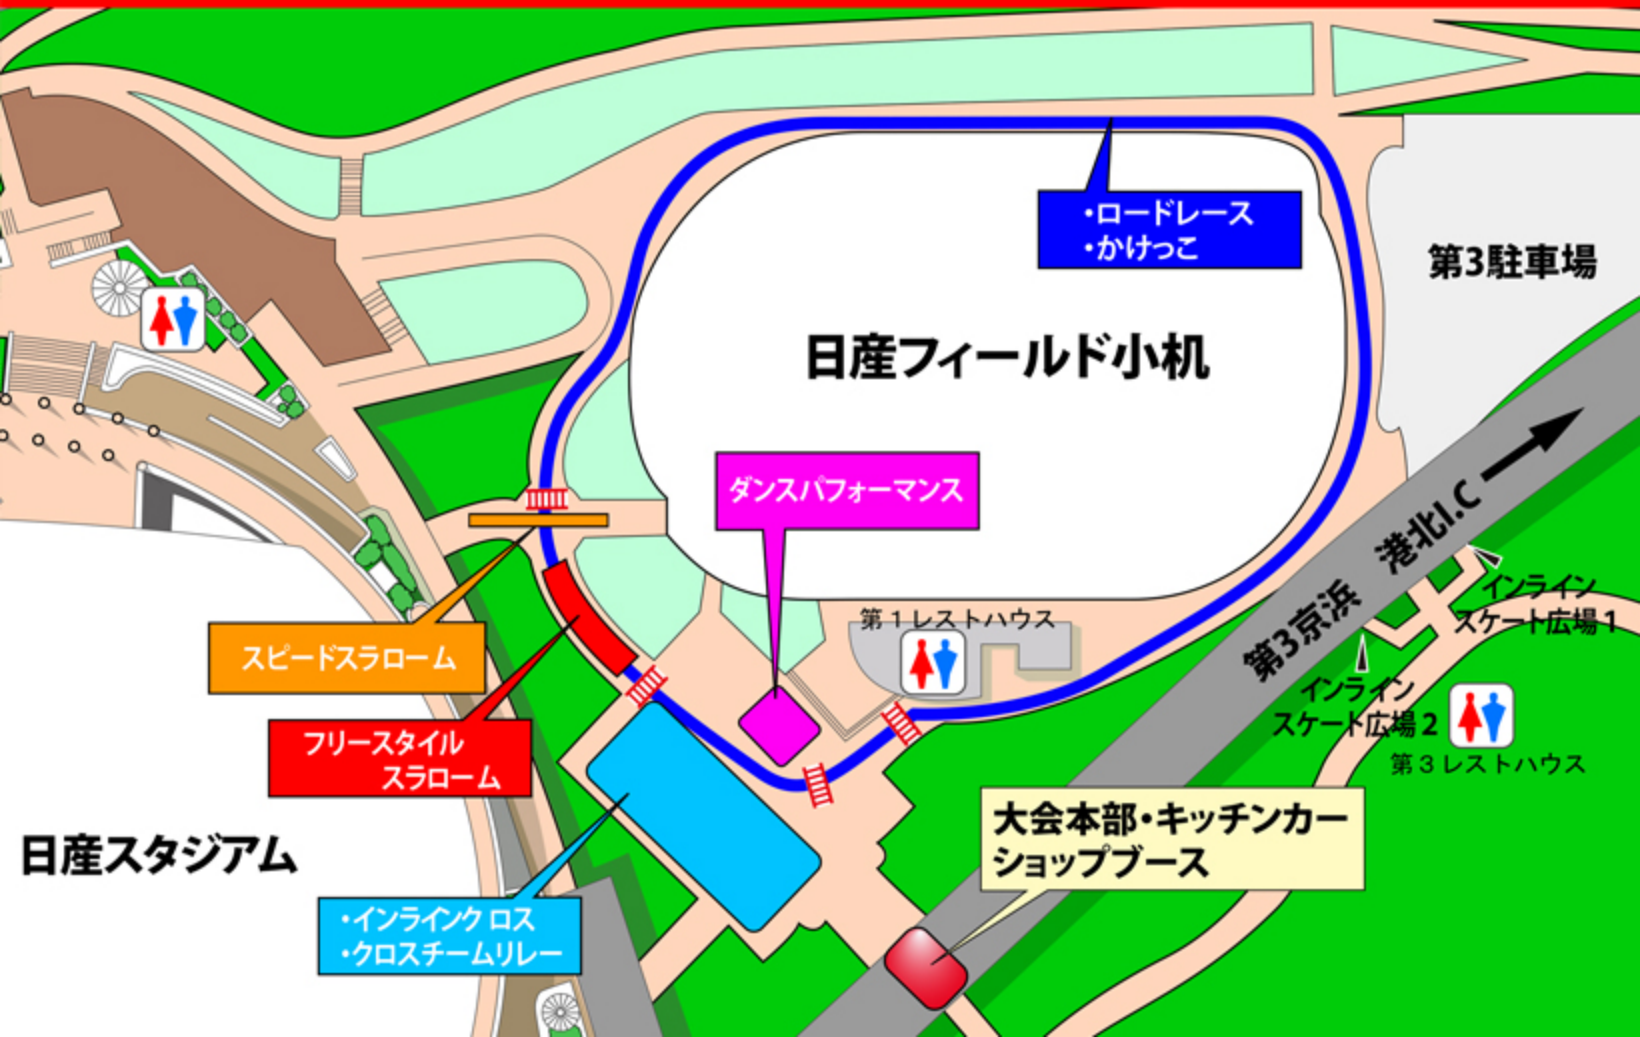 ・ロードレース
・かけっこ
第3駐車場
日産フィールド小机
ダンスパフォーマンス
第3京浜 港北I.C
インライン
スケート広場1
第1レストハウス
スピードスラローム
インライン
スケート広場2
第3レストハウス
フリースタイル
スラローム
大会本部・キッチンカー
ショップブース
日産スタジアム
・インラインクロス
・クロスチームリレー